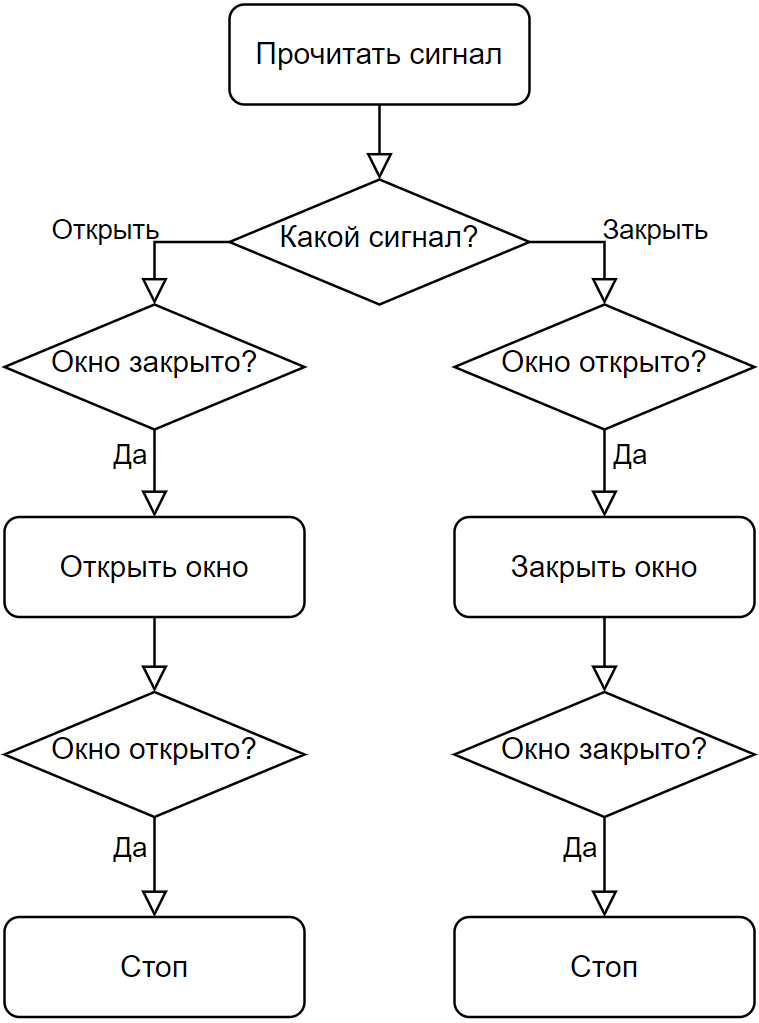 Прочитать сигнал
Какой сигнал?
Открыть
Закрыть
Окно закрыто?
Окно открыто?
Да
Да
Открыть окно
Закрыть окно
Окно открыто?
Окно закрыто?
Да
Да
Стоп
Стоп